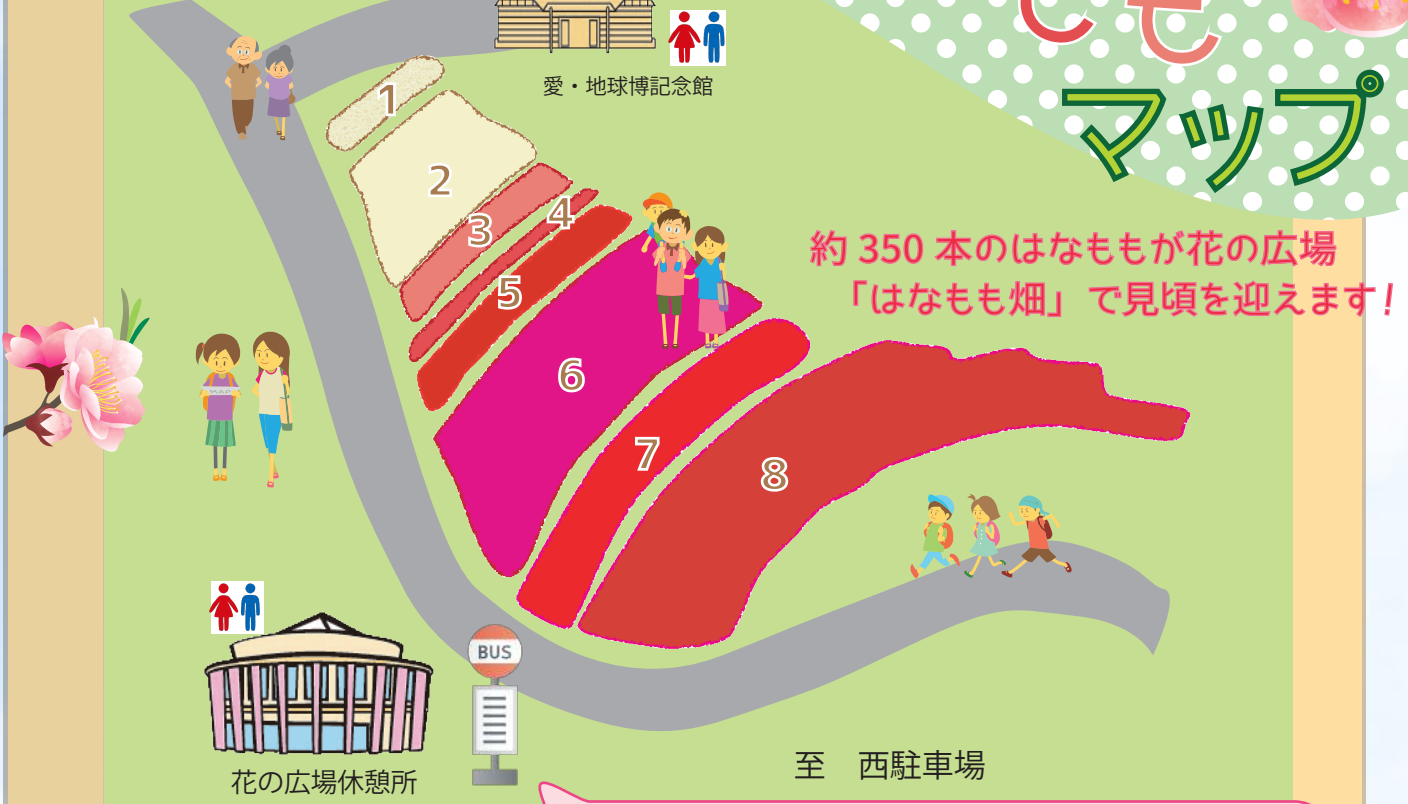 もも
マップ
愛・地球博記念館
1
2
3
4
5
6
7
8
約 350 本のはなももが花の広場
「はなもも畑」で見頃を迎えます!
MAP
BUS
花の広場休憩所
至　西駐車場